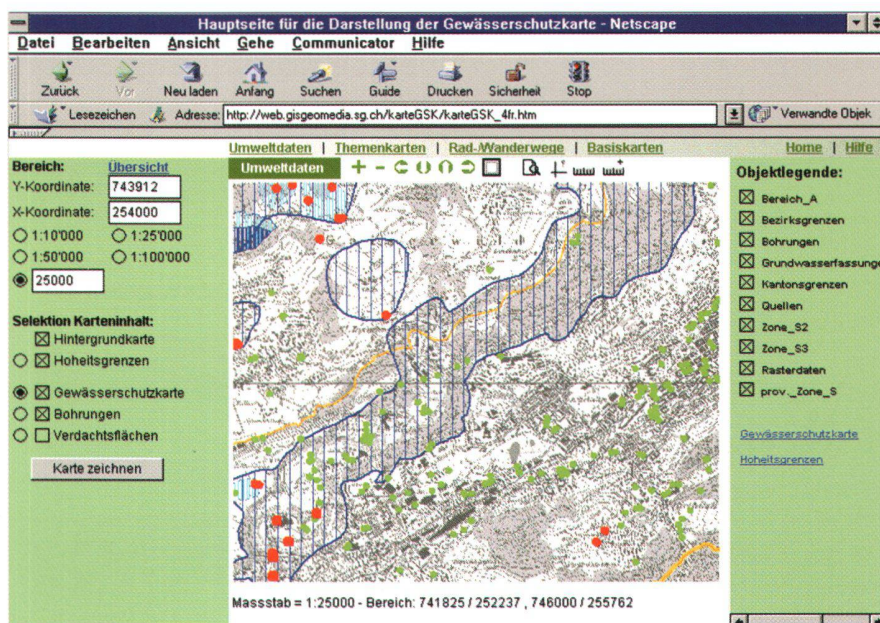 Hauptseite für die Darstellung der Gewässerschutzkarte - Netscape
Datei Bearbeiten Ansicht Gehe Communicator Hilfe
Zurück Vor Neu laden Anfang Suchen Guide Drucken Sicherheit Stop
Lesezeichen Adresse: http://web.gisgeomedia.sg.ch/karteGSK/karteGSK_4fr.htm Verwandte Objek
Umweltdaten | Themenkarten | Rad-/Wanderwege | Basiskarten Home | Hilfe
Bereich: Übersicht
Y-Koordinate: 743912
X-Koordinate: 254000
1:10'000 1:25'000
1:50'000 1:100'000
25000
Selektion Karteninhalt:
Hintergrundkarte
Hoheitsgrenzen
Gewässerschutzkarte
Bohrungen
Verdachtsflächen
Karte zeichnen
Umweltdaten
Massstab = 1:25000 - Bereich: 741825 / 252237 , 746000 / 255762
Objektlegende:
Bereich_A
Bezirksgrenzen
Bohrungen
Grundwasserfassunge
Kantonsgrenzen
Quellen
Zone_S2
Zone_S3
Rasterdaten
prov._Zone_S
Gewässerschutzkarte
Hoheitsgrenzen